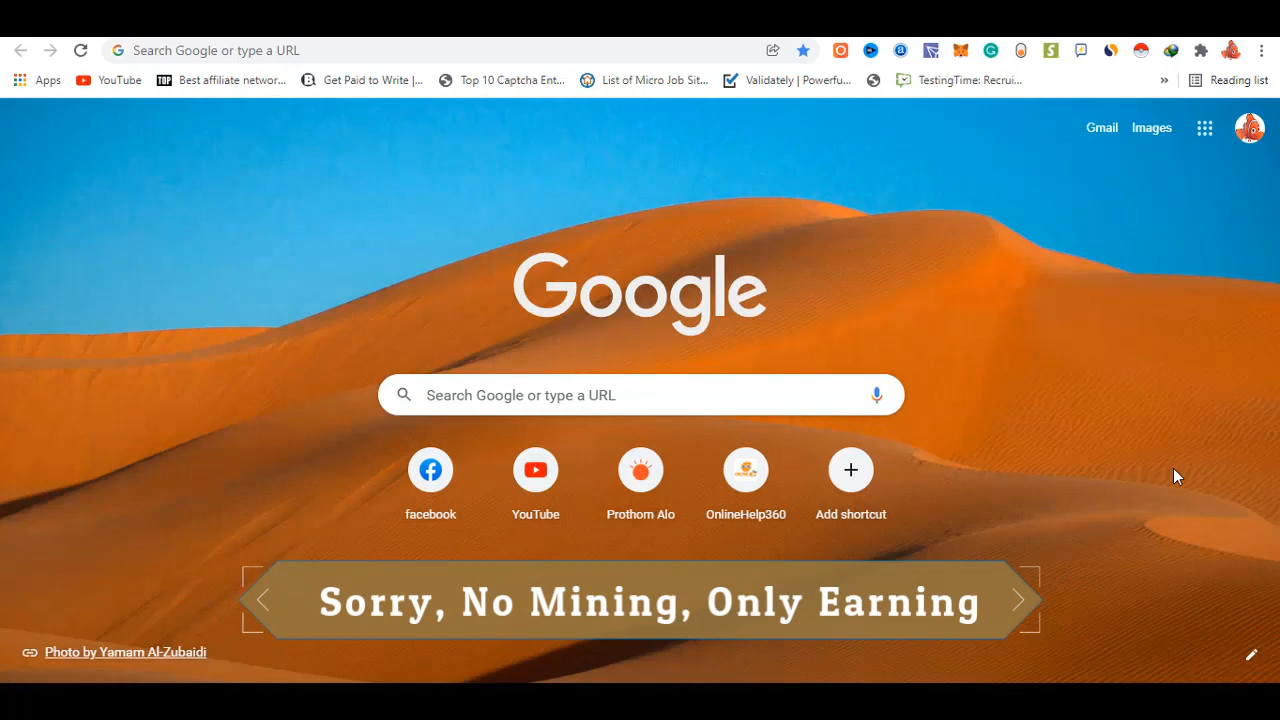 Search Google or type a URL
Apps
YouTube
TOP
Best affiliate networ...
Get Paid to Write |...
Top 10 Captcha Ent...
List of Micro Job Sit...
Validately | Powerfu...
TestingTime: Recrui...
»
Reading list
Gmail
Images
Google
Search Google or type a URL
facebook
YouTube
Prothom Alo
OnlineHelp360
Add shortcut
Sorry, No Mining, Only Earning
Photo by Yamam Al-Zubaidi